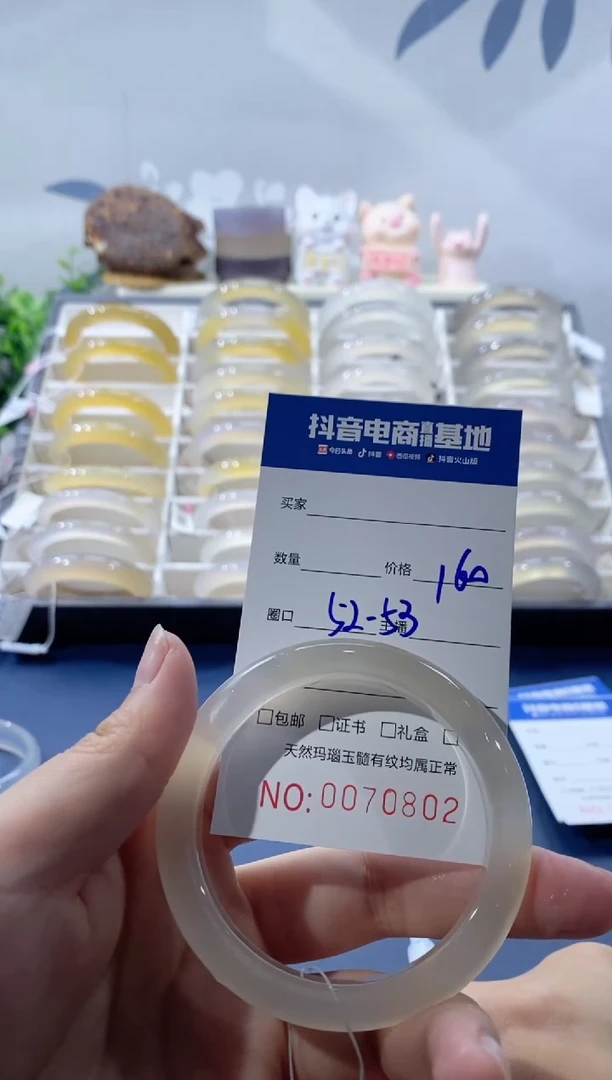 抖音电商直播基地
今日头条 抖音 西瓜视频 抖音火山版
买家
数量 价格 160
圈口 52-53 主播
包邮 证书 礼盒
天然玛瑙玉髓有纹均属正常
NO: 0070802